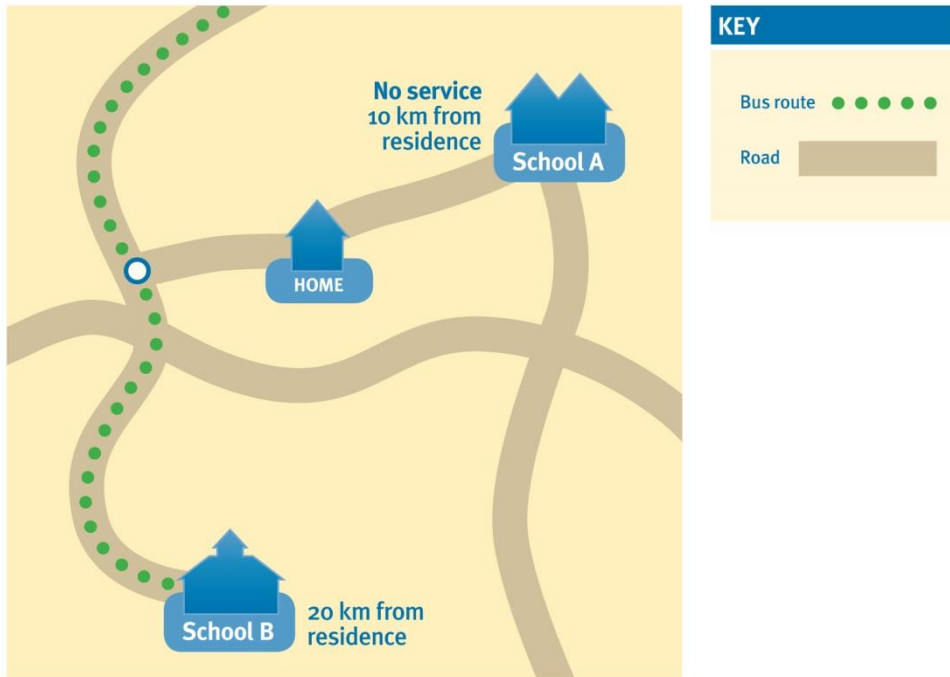 No service
10 km from
residence
School A
HOME
School B
20 km from
residence
KEY
Bus route
Road